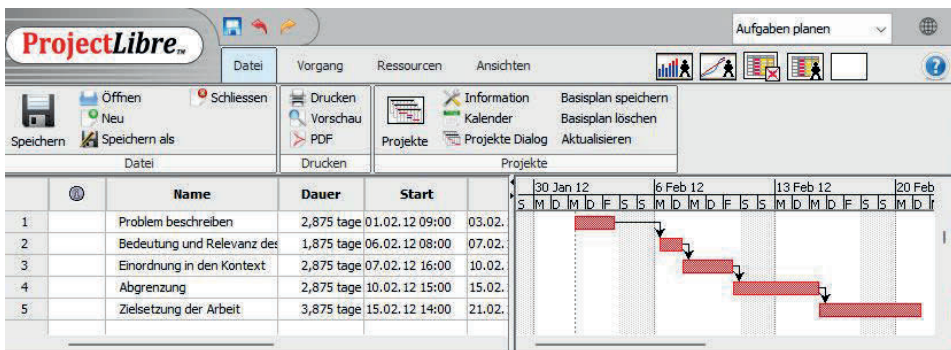 ProjectLibre™
Aufgaben planen
Datei Vorgang Ressourcen Ansichten
Speichern
Öffnen
Neu
Speichern als
Schliessen
Datei
Drucken
Vorschau
PDF
Drucken
Projekte
Information
Kalender
Projekte Dialog
Basisplan speichern
Basisplan löschen
Aktualisieren
Projekte
Name Dauer Start
30 Jan 12 6 Feb 12 13 Feb 12 20 Feb
S M D M D F S S M D M D F S S M D M D F S S M D
1 Problem beschreiben 2,875 tage 01.02.12 09:00 03.02.
2 Bedeutung und Relevanz des 1,875 tage 06.02.12 08:00 07.02.
3 Einordnung in den Kontext 2,875 tage 07.02.12 16:00 10.02.
4 Abgrenzung 2,875 tage 10.02.12 15:00 15.02.
5 Zielsetzung der Arbeit 3,875 tage 15.02.12 14:00 21.02.